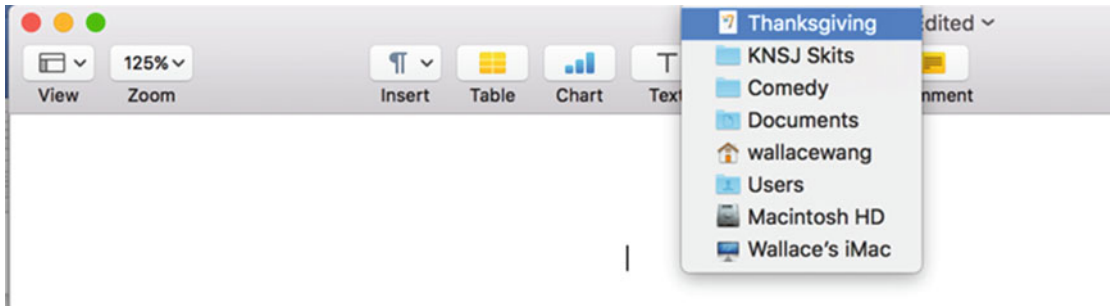 Thanksgiving
dited
125%
View Zoom Insert Table Chart Text mment
KNSJ Skits
Comedy
Documents
wallacewang
Users
Macintosh HD
Wallace's iMac